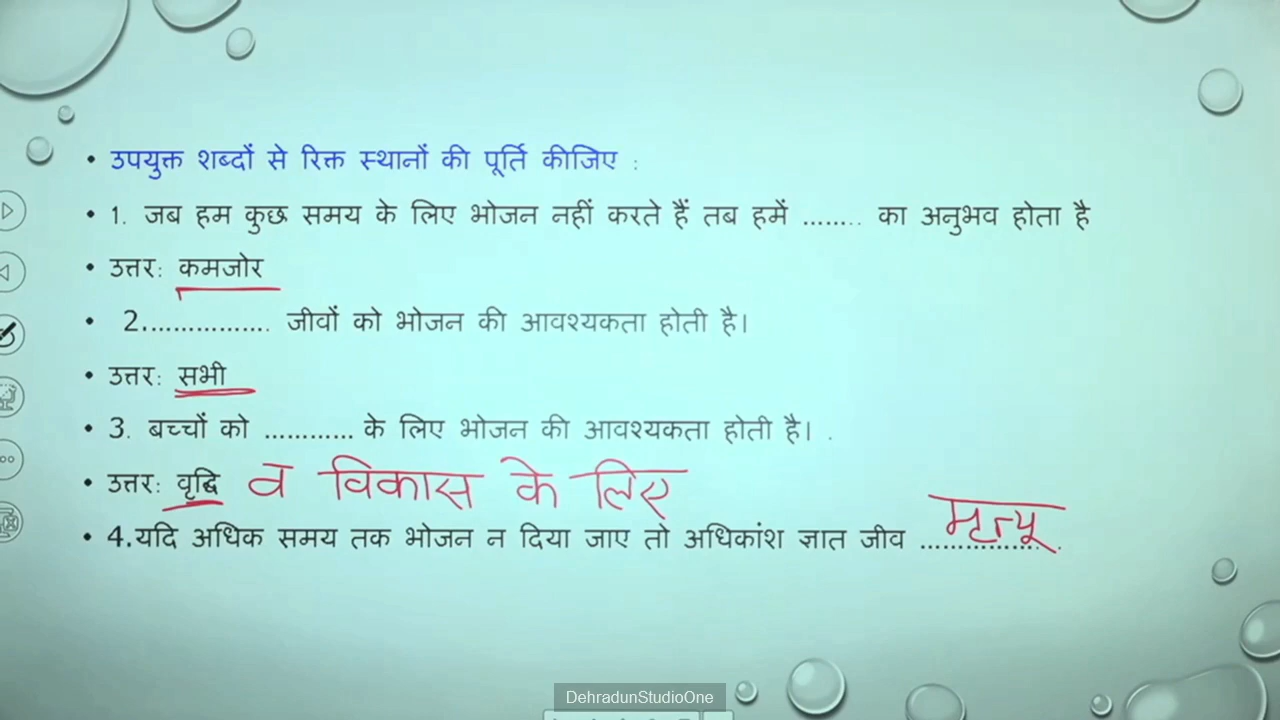 • उपयुक्त शब्दों से रिक्त स्थानों की पूर्ति कीजिए :
• 1. जब हम कुछ समय के लिए भोजन नहीं करते हैं तब हमें …….. का अनुभव होता है
• उत्तर: कमजोर
• 2.……………. जीवों को भोजन की आवश्यकता होती है।
• उत्तर: सभी
• 3. बच्चों को ………… के लिए भोजन की आवश्यकता होती है। .
• उत्तर: वृद्धि व विकास के लिए
• 4.यदि अधिक समय तक भोजन न दिया जाए तो अधिकांश ज्ञात जीव ……………. मृत्यू
DehradunStudioOne